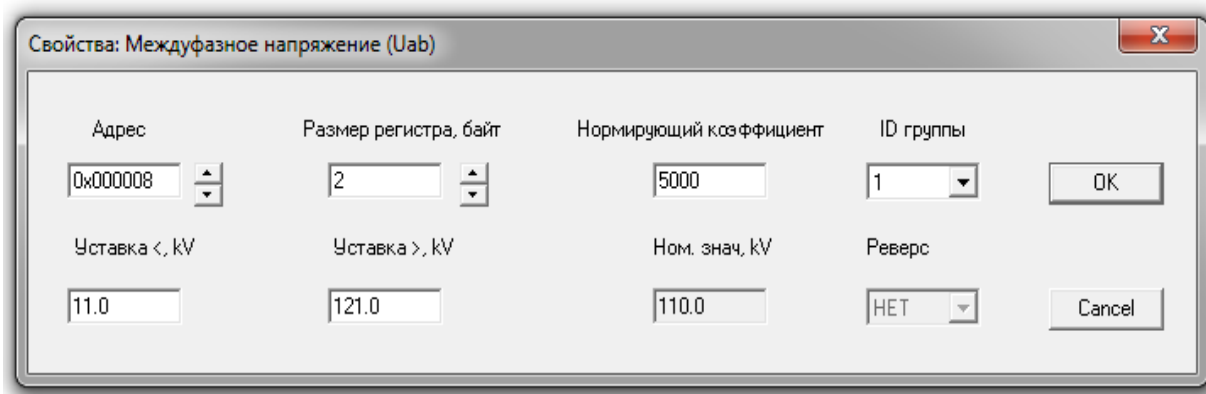 Свойства: Междуфазное напряжение (Uab)
Адрес Размер регистра, байт Нормирующий коэффициент ID группы
0x000008 2 5000 1 OK
Уставка <, kV Уставка >, kV Ном. знач, kV Реверс
11.0 121.0 110.0 НЕТ Cancel